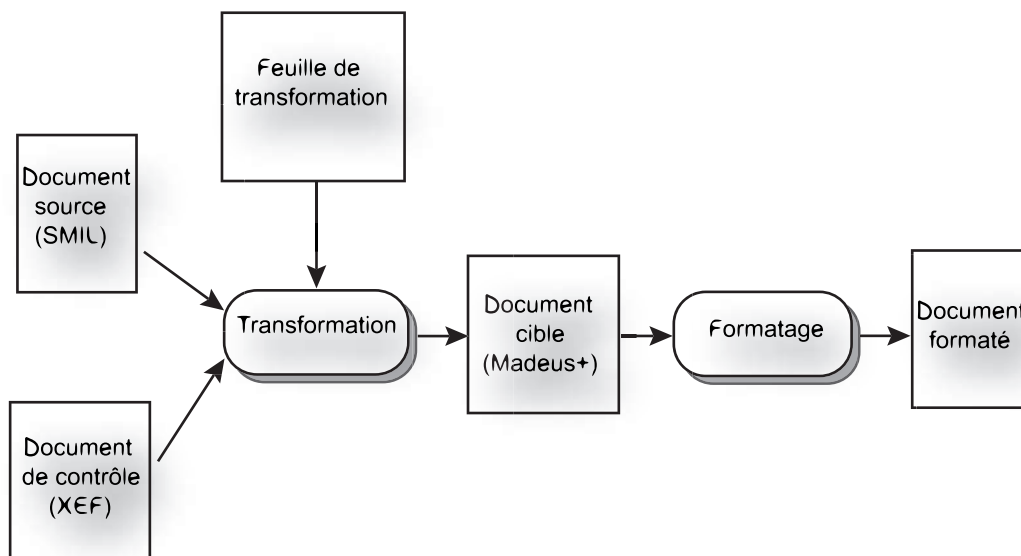 Feuille de
transformation
Document
source
(SMIL)
Transformation
Document
cible
(Madeus+)
Formatage
Document
formaté
Document
de contrôle
(XEF)